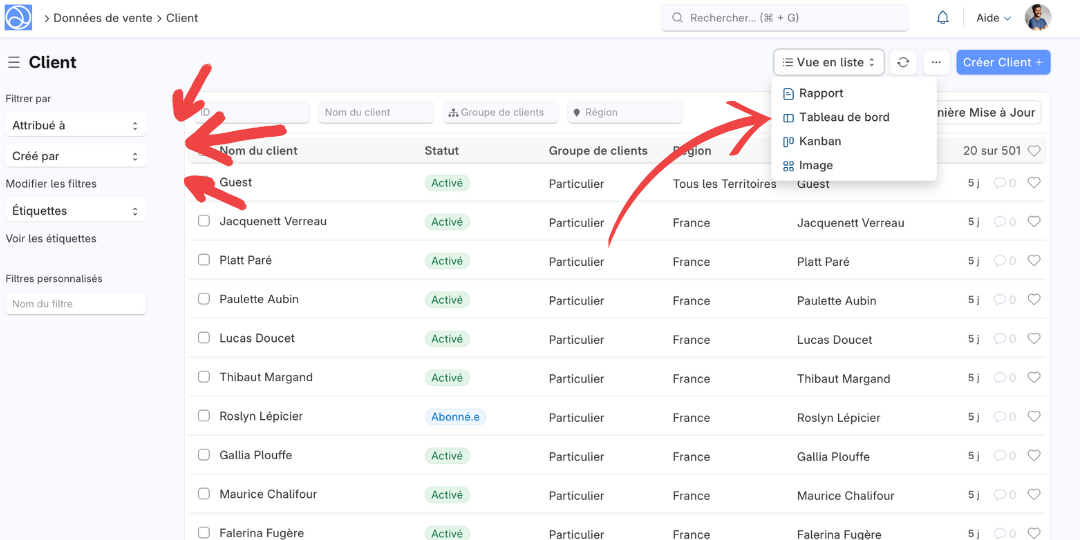 Données de vente > Client
Rechercher... (⌘ + G)
Aide
Client
Vue en liste
Créer Client +
Filtrer par
Attribué à
Créé par
Modifier les filtres
Étiquettes
Voir les étiquettes
Filtres personnalisés
Nom du filtre
Rapport
Tableau de bord
Kanban
Image
ID
Nom du client
Groupe de clients
Région
nière Mise à Jour
Nom du client Statut Groupe de clients Région 20 sur 501
Guest Activé Particulier Tous les Territoires Guest 5 j 0
Jacquenett Verreau Activé Particulier France Jacquenett Verreau 5 j 0
Platt Paré Activé Particulier France Platt Paré 5 j 0
Paulette Aubin Activé Particulier France Paulette Aubin 5 j 0
Lucas Doucet Activé Particulier France Lucas Doucet 5 j 0
Thibaut Margand Activé Particulier France Thibaut Margand 5 j 0
Roslyn Lépicier Abonné.e Particulier France Roslyn Lépicier 5 j 0
Gallia Plouffe Activé Particulier France Gallia Plouffe 5 j 0
Maurice Chalifour Activé Particulier France Maurice Chalifour 5 j 0
Falerina Fugère Activé Particulier France Falerina Fugère 5 j 0